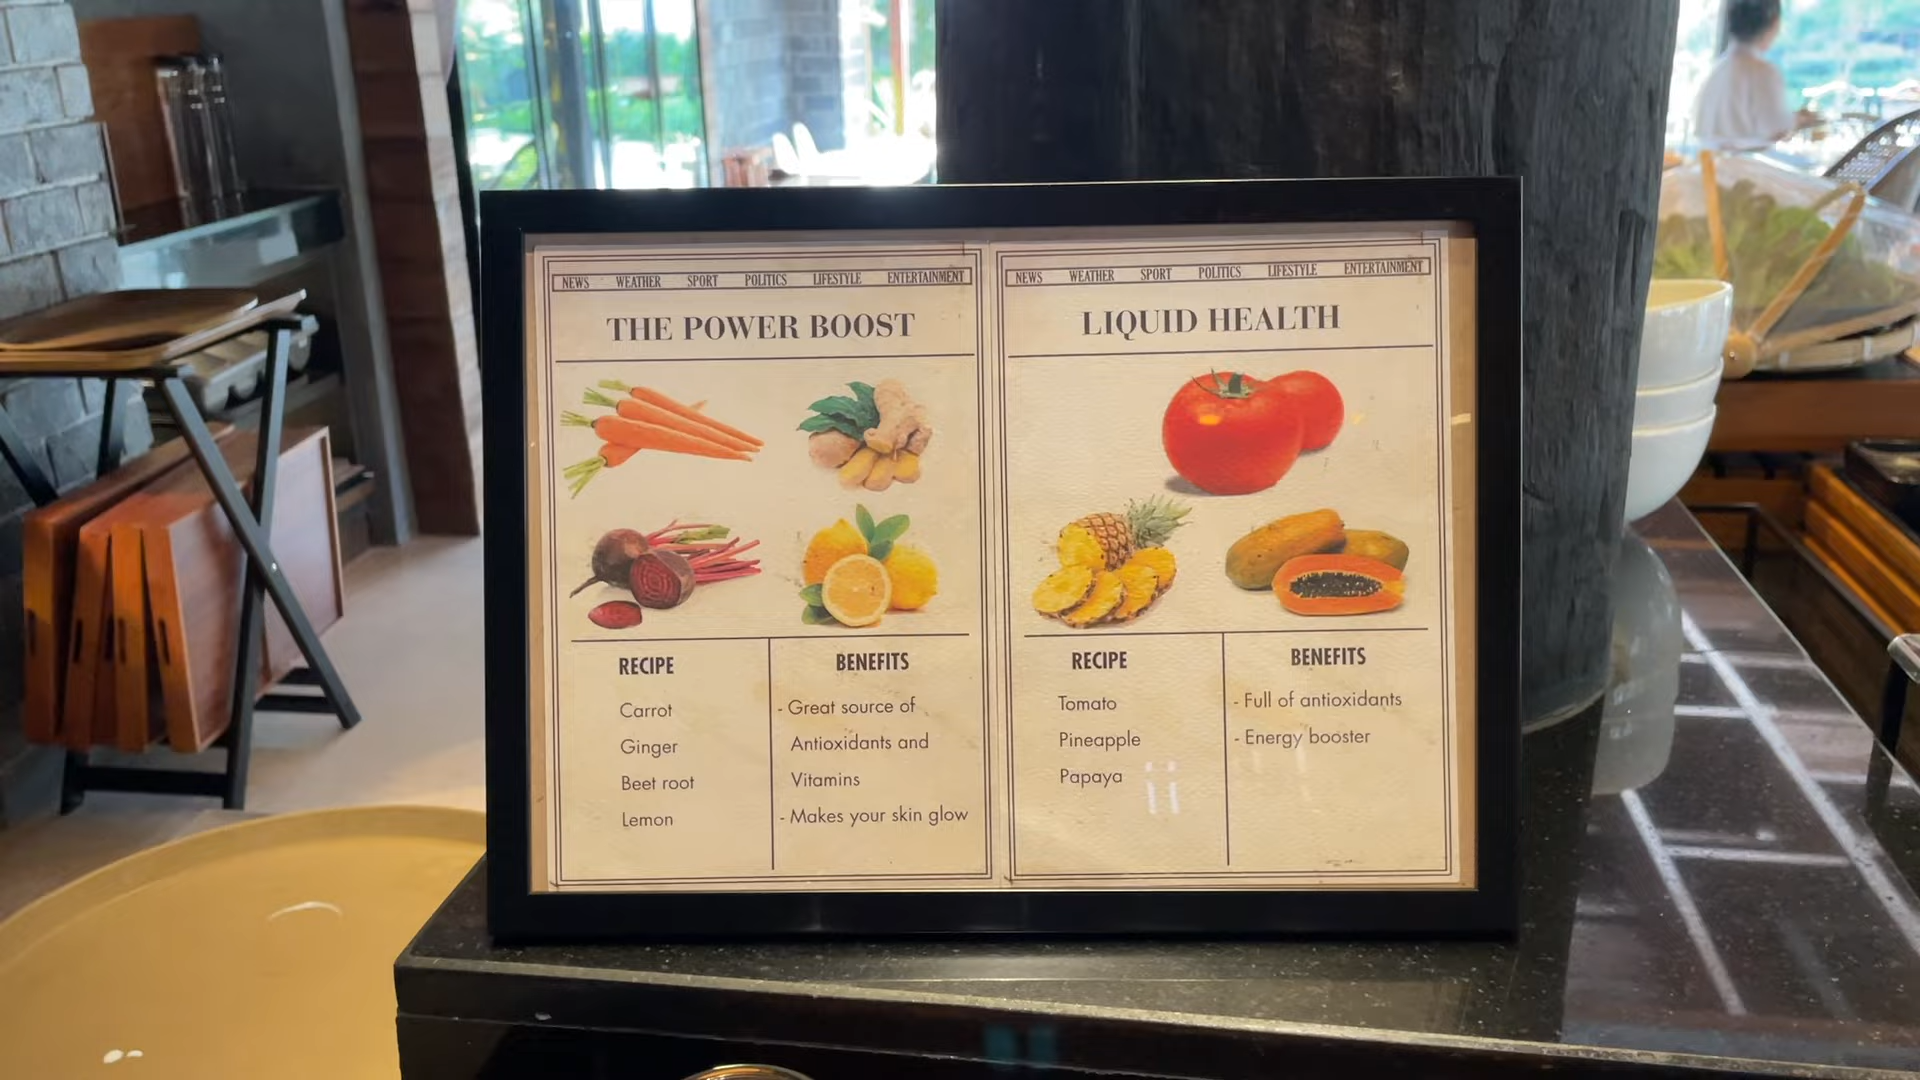 NEWS WEATHER SPORT POLITICS LIFESTYLE ENTERTAINMENT
THE POWER BOOST
RECIPE
Carrot
Ginger
Beet root
Lemon
BENEFITS
- Great source of
Antioxidants and
Vitamins
- Makes your skin glow
NEWS WEATHER SPORT POLITICS LIFESTYLE ENTERTAINMENT
LIQUID HEALTH
RECIPE
Tomato
Pineapple
Papaya
BENEFITS
- Full of antioxidants
- Energy booster